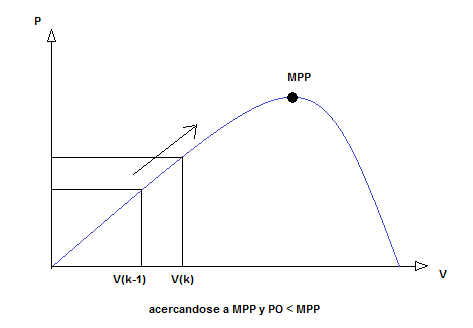 P
MPP
V
V(k-1) V(k)
acercandose a MPP y PO < MPP